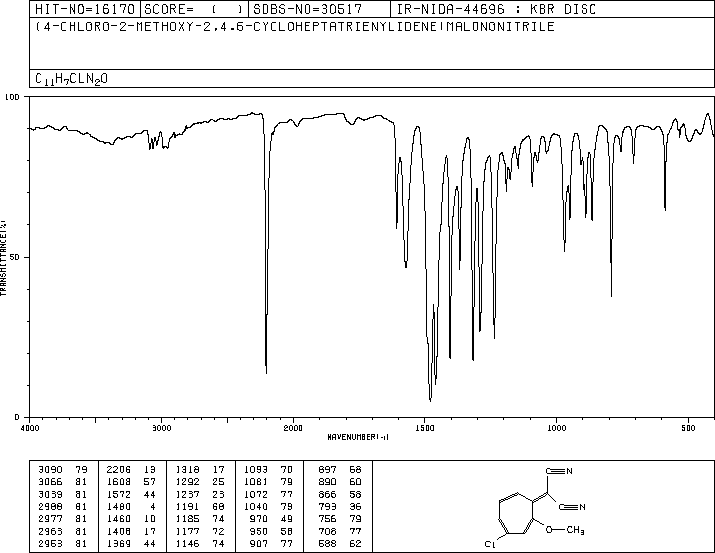 HIT-NO=16170 SCORE= ( ) SDBS-NO=30517 IR-NIDA-44696 : KBR DISC
(4-CHLORO-2-METHOXY-2,4,6-CYCLOHEPTATRIENYLIDENE)MALONONITRILE
C11H7CLN2O
100
50
0
TRANSMITTANCE(%)
4000 3000 2000 1500 1000 500
WAVENUMBER(-1)
3090 79 2206 13 1318 17 1093 70 897 68
3066 81 1608 57 1292 25 1081 79 890 60
3039 81 1572 44 1237 23 1072 77 866 58
2988 81 1480 4 1191 68 1040 79 793 36
2977 81 1460 10 1185 74 970 49 756 79
2963 81 1408 17 1177 72 950 58 708 77
2953 81 1369 44 1146 74 907 77 588 62
C≡N
C≡N
O—CH3
Cl